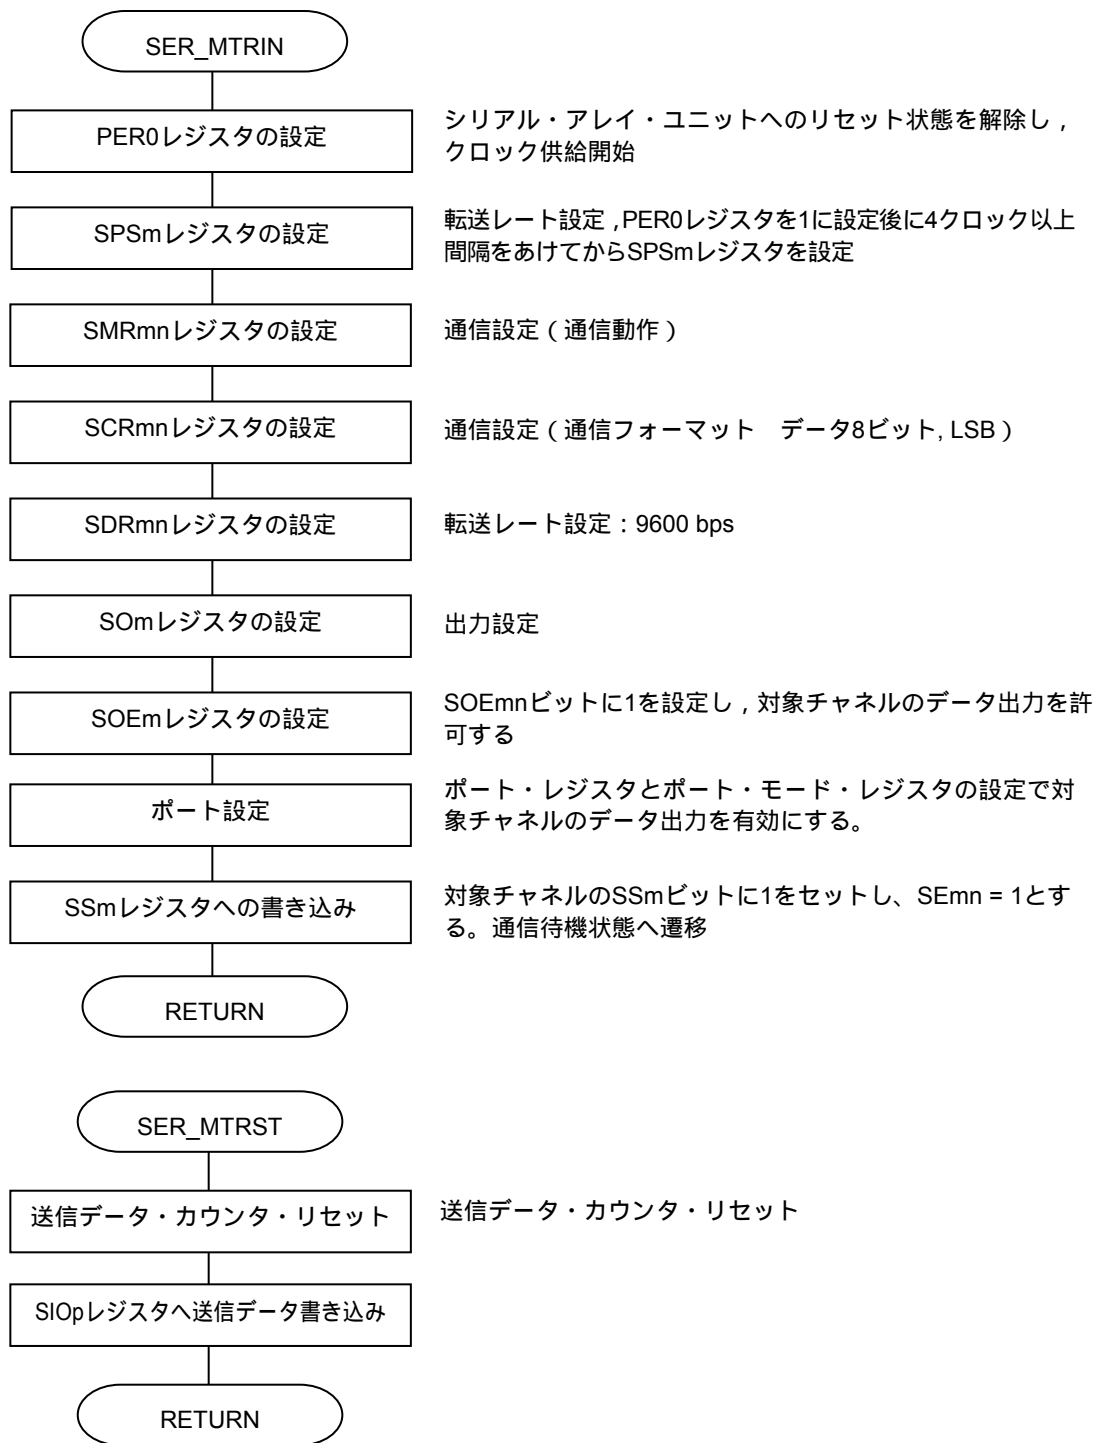 SER_MTRIN
PER0レジスタの設定
シリアル・アレイ・ユニットへのリセット状態を解除し，
クロック供給開始
SPSmレジスタの設定
転送レート設定，PER0レジスタを1に設定後に4クロック以上
間隔をあけてからSPSmレジスタを設定
SMRmnレジスタの設定
通信設定（通信動作）
SCRmnレジスタの設定
通信設定（通信フォーマット　データ8ビット, LSB）
SDRmnレジスタの設定
転送レート設定：9600 bps
SOmレジスタの設定
出力設定
SOEmレジスタの設定
SOEmnビットに1を設定し，対象チャネルのデータ出力を許
可する
ポート設定
ポート・レジスタとポート・モード・レジスタの設定で対
象チャネルのデータ出力を有効にする。
SSmレジスタへの書き込み
対象チャネルのSSmビットに1をセットし、SEmn = 1とす
る。通信待機状態へ遷移
RETURN
SER_MTRST
送信データ・カウンタ・リセット
送信データ・カウンタ・リセット
SIOpレジスタへ送信データ書き込み
RETURN